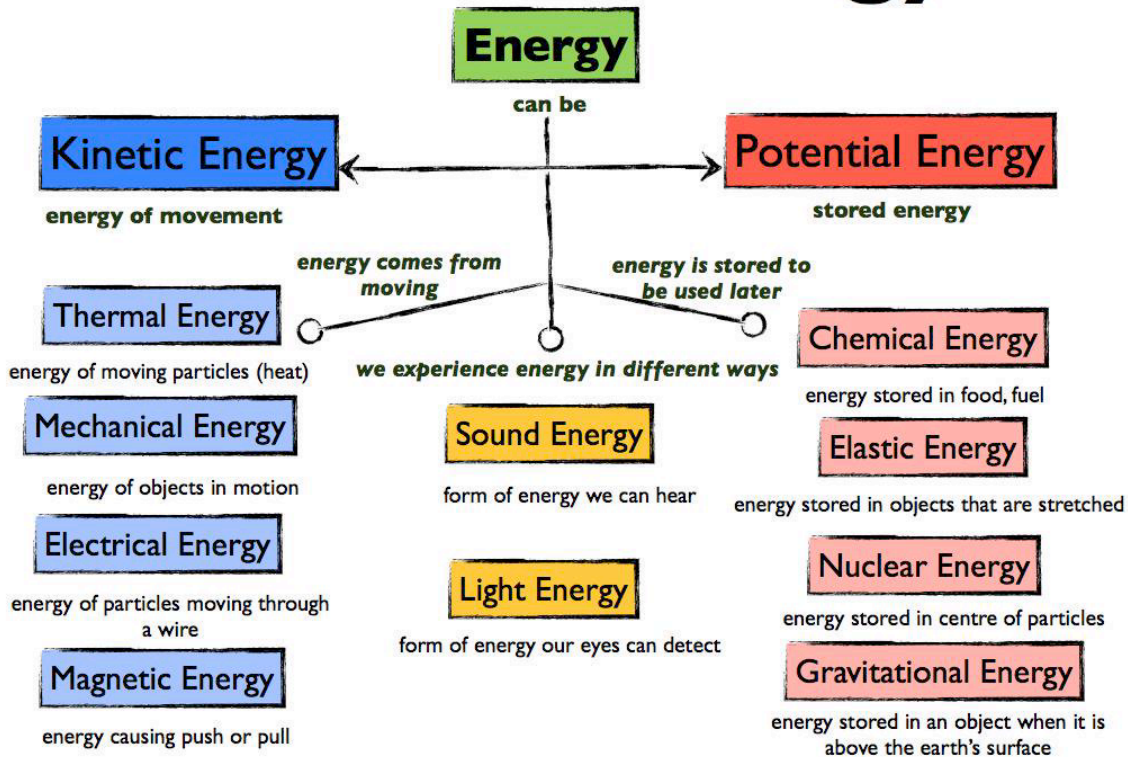 Energy
can be
Kinetic Energy
energy of movement
Potential Energy
stored energy
energy comes from
moving
energy is stored to
be used later
we experience energy in different ways
Thermal Energy
energy of moving particles (heat)
Mechanical Energy
energy of objects in motion
Electrical Energy
energy of particles moving through
a wire
Magnetic Energy
energy causing push or pull
Sound Energy
form of energy we can hear
Light Energy
form of energy our eyes can detect
Chemical Energy
energy stored in food, fuel
Elastic Energy
energy stored in objects that are stretched
Nuclear Energy
energy stored in centre of particles
Gravitational Energy
energy stored in an object when it is
above the earth's surface